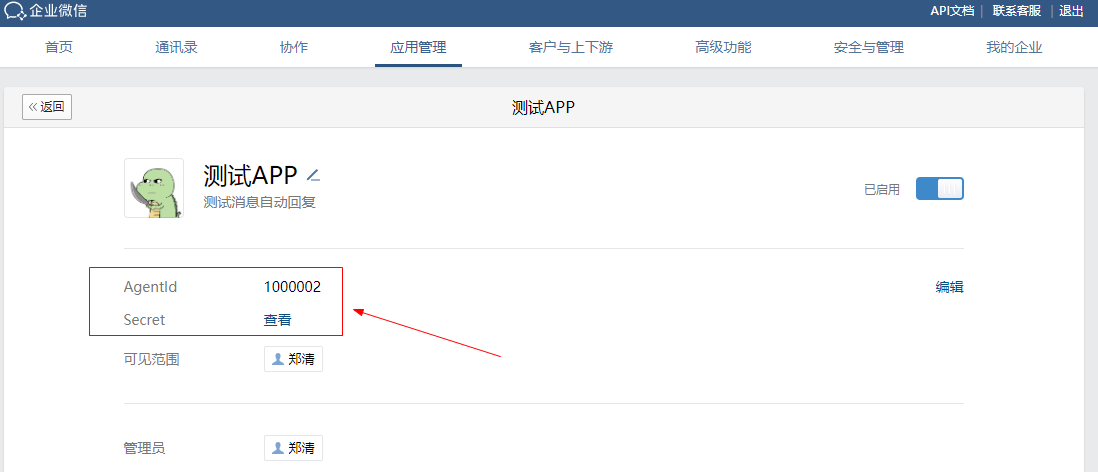 企业微信 API文档 | 联系客服 | 退出
首页 通讯录 协作 应用管理 客户与上下游 高级功能 安全与管理 我的企业
返回 测试APP
测试APP
已启用
测试消息自动回复
AgentId 1000002 编辑
Secret 查看
可见范围 郑清
管理员 郑清